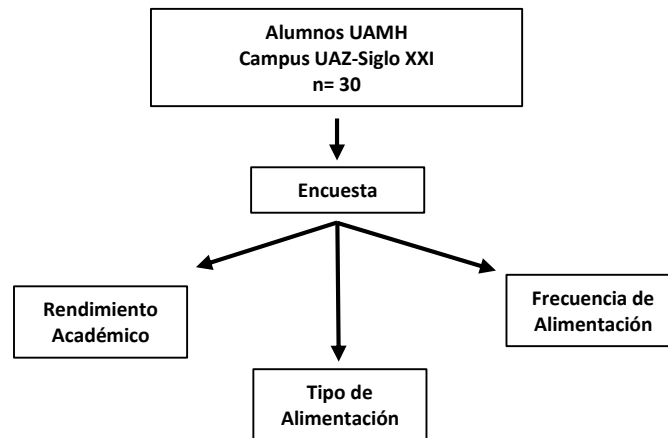 Alumnos UAMH
Campus UAZ-Siglo XXI
n= 30
Encuesta
Rendimiento
Académico
Tipo de
Alimentación
Frecuencia de
Alimentación